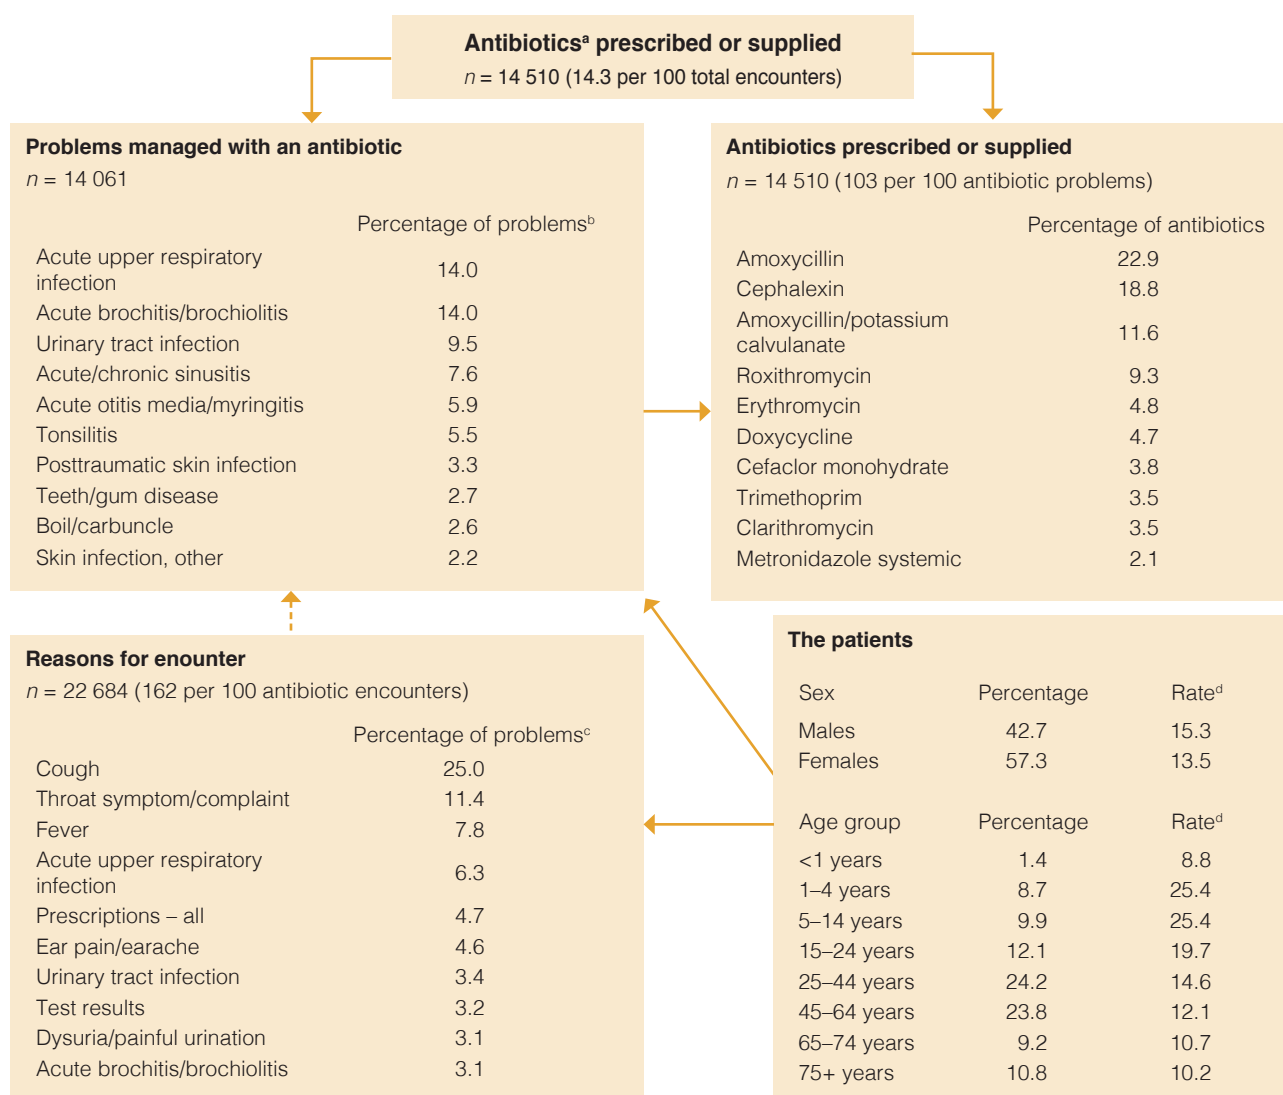 Antibioticsᵃ prescribed or supplied
n = 14 510 (14.3 per 100 total encounters)
Problems managed with an antibiotic
n = 14 061
Percentage of problemsᵇ
Acute upper respiratory
infection 14.0
Acute brochitis/brochiolitis 14.0
Urinary tract infection 9.5
Acute/chronic sinusitis 7.6
Acute otitis media/myringitis 5.9
Tonsilitis 5.5
Posttraumatic skin infection 3.3
Teeth/gum disease 2.7
Boil/carbuncle 2.6
Skin infection, other 2.2
Antibiotics prescribed or supplied
n = 14 510 (103 per 100 antibiotic problems)
Percentage of antibiotics
Amoxycillin 22.9
Cephalexin 18.8
Amoxycillin/potassium
calvulanate 11.6
Roxithromycin 9.3
Erythromycin 4.8
Doxycycline 4.7
Cefaclor monohydrate 3.8
Trimethoprim 3.5
Clarithromycin 3.5
Metronidazole systemic 2.1
Reasons for enounter
n = 22 684 (162 per 100 antibiotic encounters)
Percentage of problemsᶜ
Cough 25.0
Throat symptom/complaint 11.4
Fever 7.8
Acute upper respiratory
infection 6.3
Prescriptions – all 4.7
Ear pain/earache 4.6
Urinary tract infection 3.4
Test results 3.2
Dysuria/painful urination 3.1
Acute brochitis/brochiolitis 3.1
The patients
Sex Percentage Rateᵈ
Males 42.7 15.3
Females 57.3 13.5
Age group Percentage Rateᵈ
<1 years 1.4 8.8
1–4 years 8.7 25.4
5–14 years 9.9 25.4
15–24 years 12.1 19.7
25–44 years 24.2 14.6
45–64 years 23.8 12.1
65–74 years 9.2 10.7
75+ years 10.8 10.2